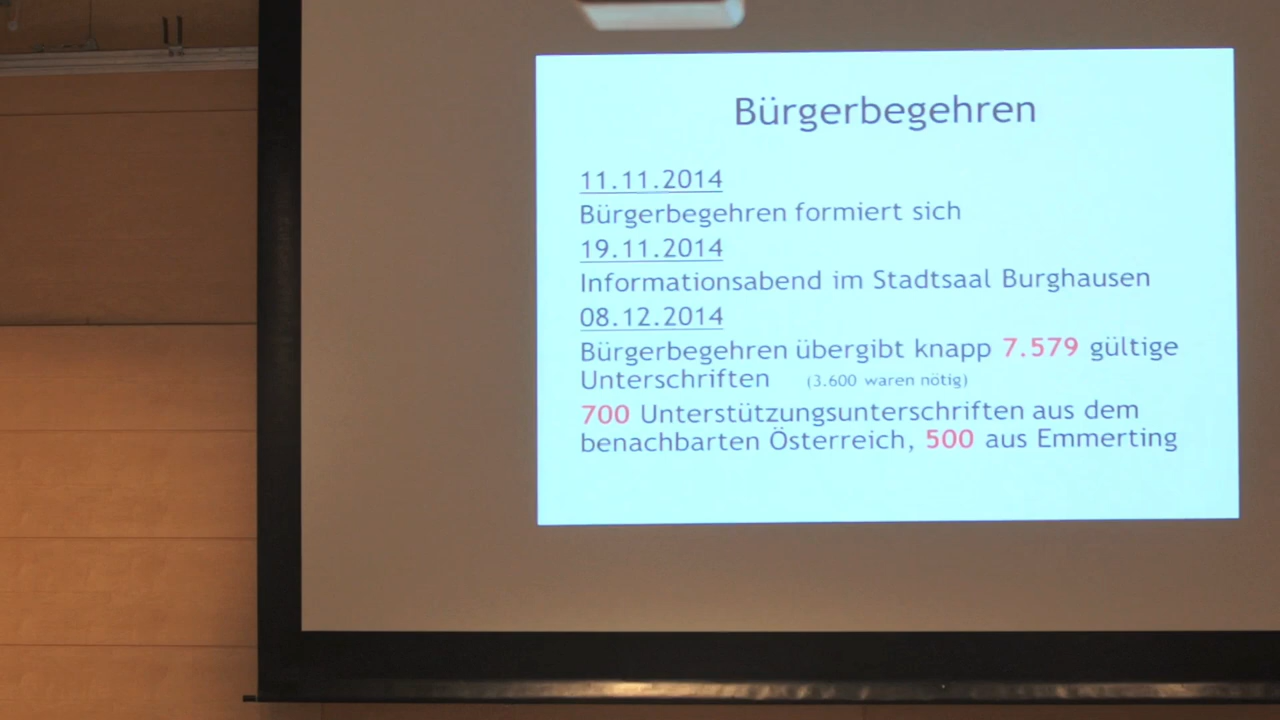 Bürgerbegehren
11.11.2014
Bürgerbegehren formiert sich
19.11.2014
Informationsabend im Stadtsaal Burghausen
08.12.2014
Bürgerbegehren übergibt knapp 7.579 gültige
Unterschriften (3.600 waren nötig)
700 Unterstützungsunterschriften aus dem
benachbarten Österreich, 500 aus Emmerting